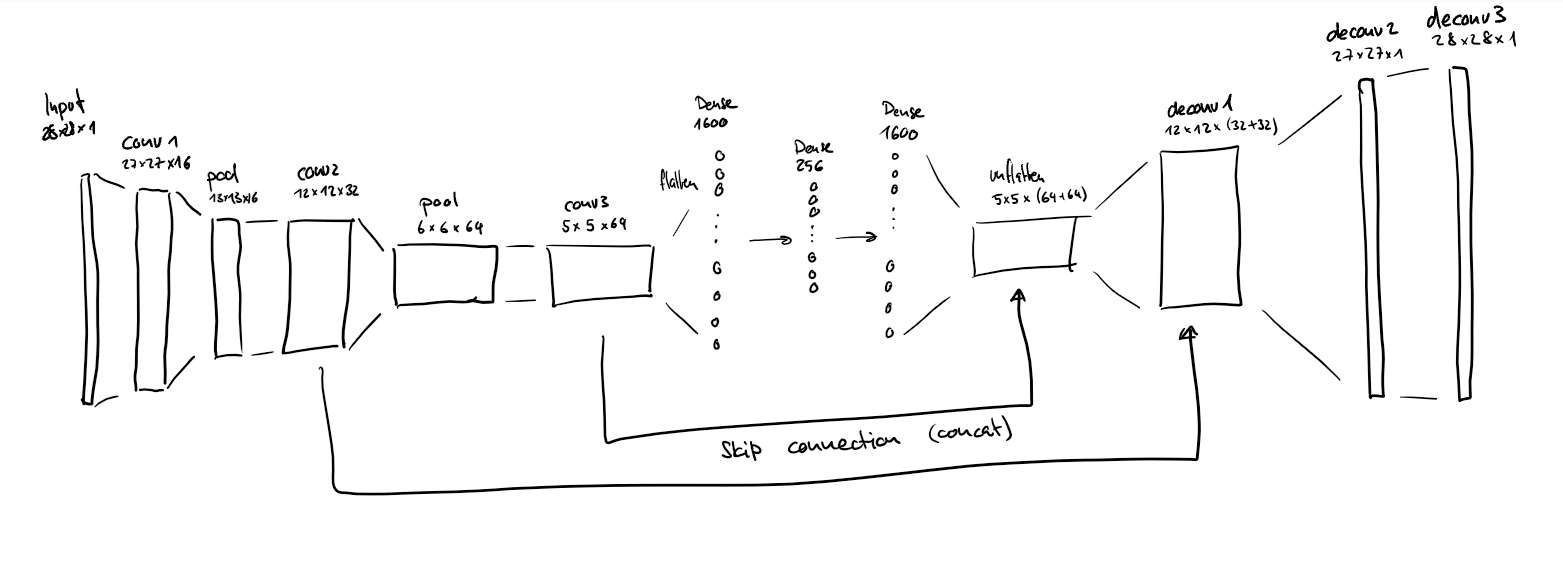 Input
28x28x1
conv 1
27x27x16
pool
13x13x16
conv2
12x12x32
pool
6x6x64
conv3
5x5x64
flatten
Dense
1600
Dense
256
Dense
1600
unflatten
5x5x (64+64)
deconv1
12x12x (32+32)
deconv2
27x27x1
deconv3
28x28x1
Skip connection (concat)